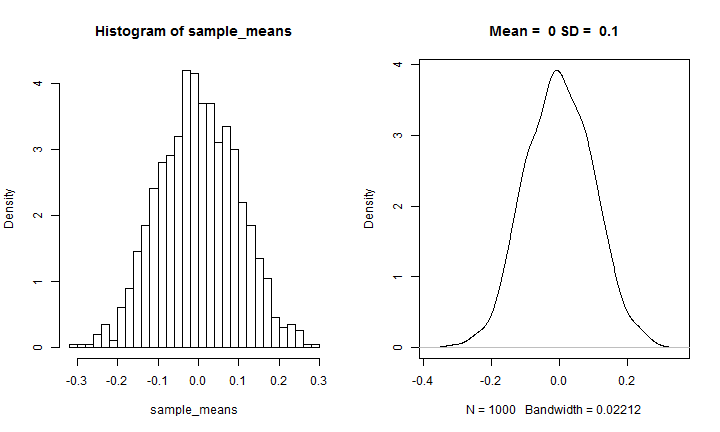 Histogram of sample_means
Density
4
3
2
1
0
-0.3 -0.2 -0.1 0.0 0.1 0.2 0.3
sample_means
Mean = 0 SD = 0.1
Density
4
3
2
1
0
-0.4 -0.2 0.0 0.2
N = 1000 Bandwidth = 0.02212